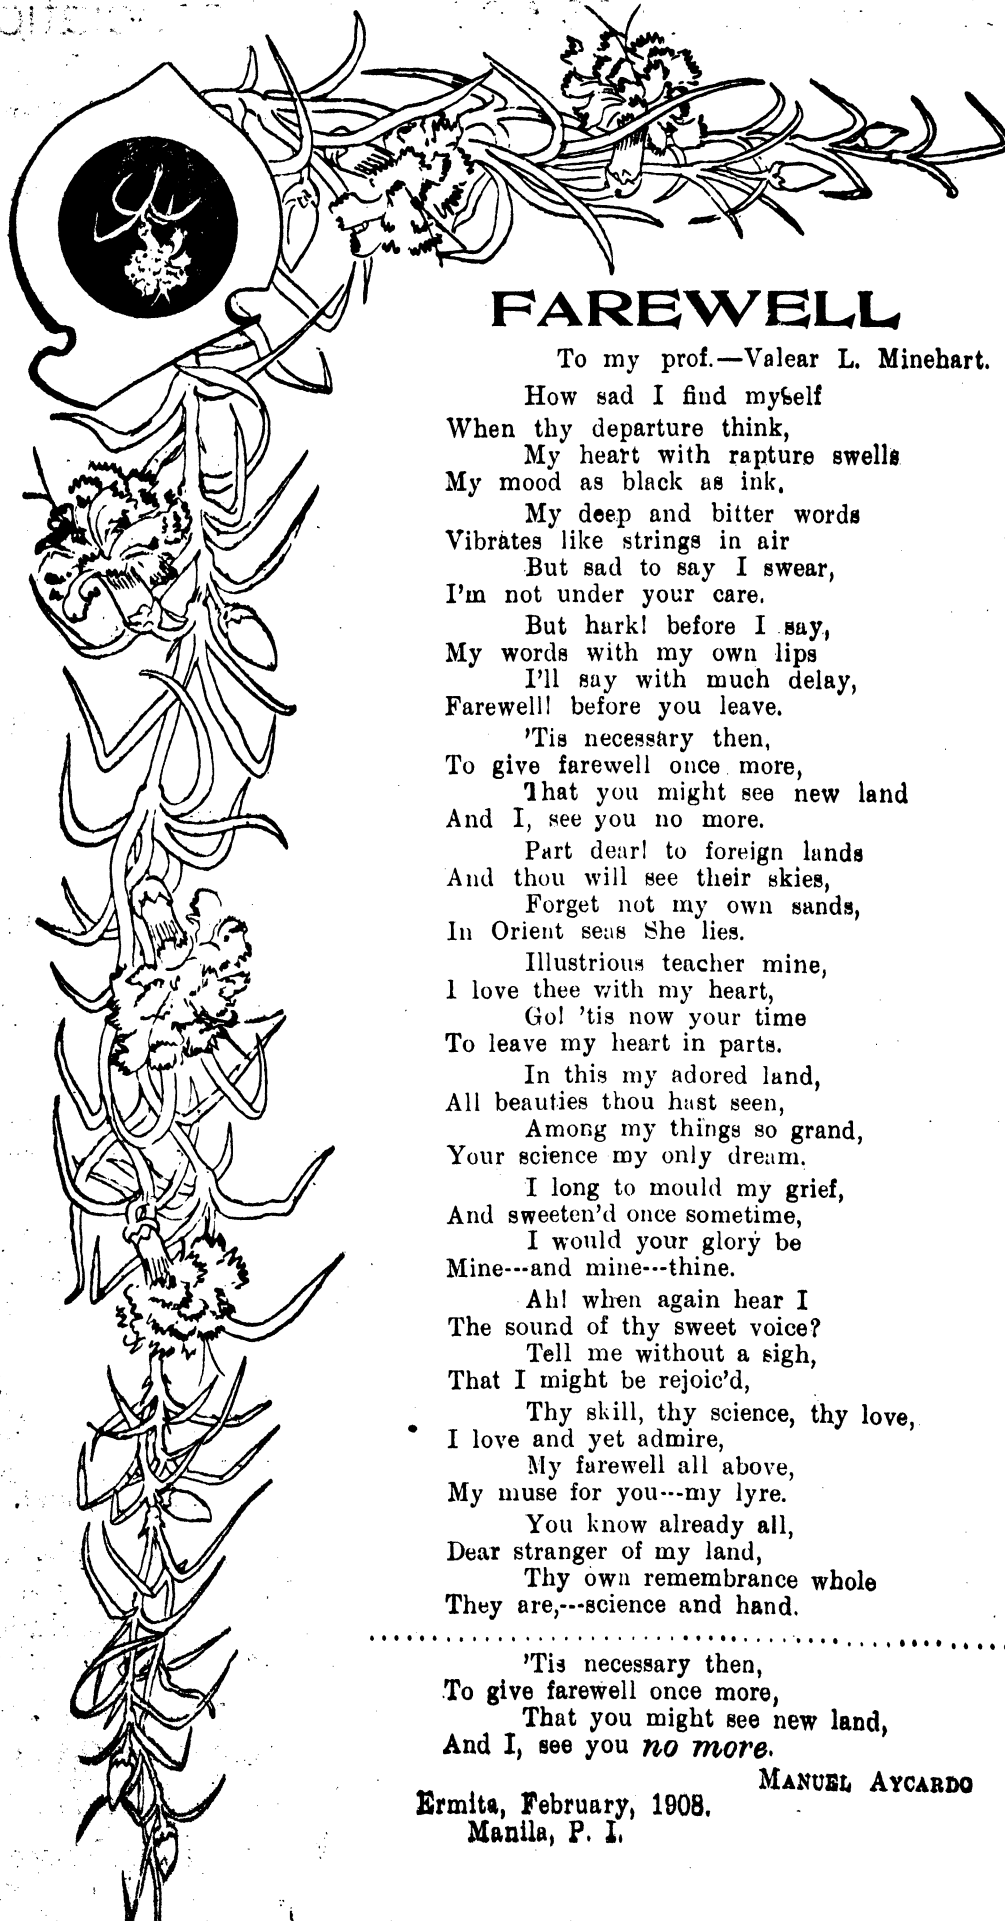 FAREWELL
To my prof.—Valear L. Minehart.
How sad I find myself
When thy departure think,
My heart with rapture swells
My mood as black as ink.
My deep and bitter words
Vibrates like strings in air
But sad to say I swear,
I'm not under your care.
But hark! before I say,
My words with my own lips
I'll say with much delay,
Farewell! before you leave.
'Tis necessary then,
To give farewell once more,
That you might see new land
And I, see you no more.
Part dear! to foreign lands
And thou will see their skies,
Forget not my own sands,
In Orient seas She lies.
Illustrious teacher mine,
I love thee with my heart,
Go! 'tis now your time
To leave my heart in parts.
In this my adored land,
All beauties thou hast seen,
Among my things so grand,
Your science my only dream.
I long to mould my grief,
And sweeten'd once sometime,
I would your glory be
Mine---and mine---thine.
Ah! when again hear I
The sound of thy sweet voice?
Tell me without a sigh,
That I might be rejoic'd,
Thy skill, thy science, thy love,
I love and yet admire,
My farewell all above,
My muse for you---my lyre.
You know already all,
Dear stranger of my land,
Thy own remembrance whole
They are,---science and hand.
'Tis necessary then,
To give farewell once more,
That you might see new land,
And I, see you no more.
MANUEL AYCARDO
Ermita, February, 1908.
Manila, P. I.